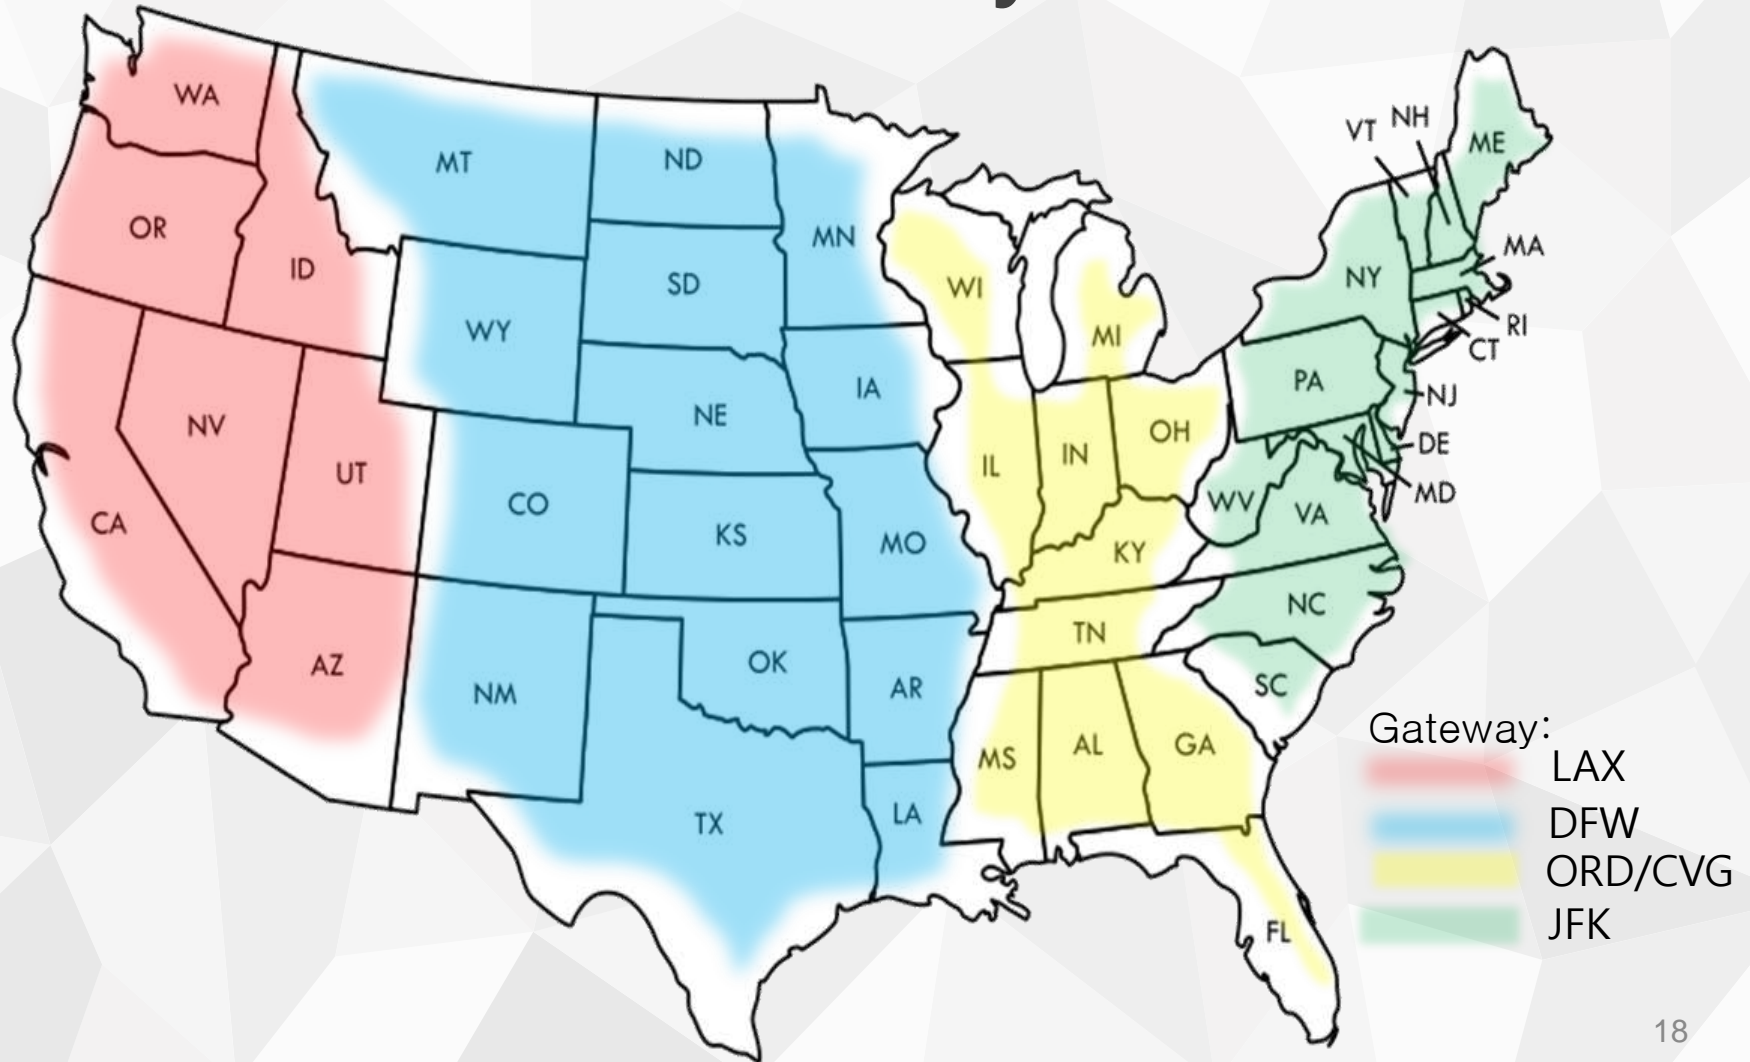 WA
OR
ID
CA
NV
UT
AZ
MT
ND
MN
WY
SD
IA
NE
CO
KS
MO
NM
OK
AR
TX
LA
WI
MI
IL
IN
OH
KY
TN
MS
AL
GA
FL
VT
NH
ME
MA
NY
RI
CT
PA
NJ
DE
MD
WV
VA
NC
SC
Gateway:
LAX
DFW
ORD/CVG
JFK
18